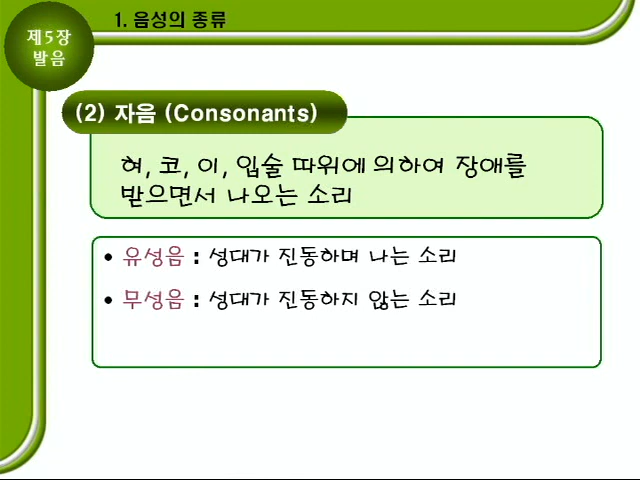 제5장
발음
1. 음성의 종류
(2) 자음 (Consonants)
혀, 코, 이, 입술 따위에 의하여 장애를
받으면서 나오는 소리
• 유성음 : 성대가 진동하며 나는 소리
• 무성음 : 성대가 진동하지 않는 소리